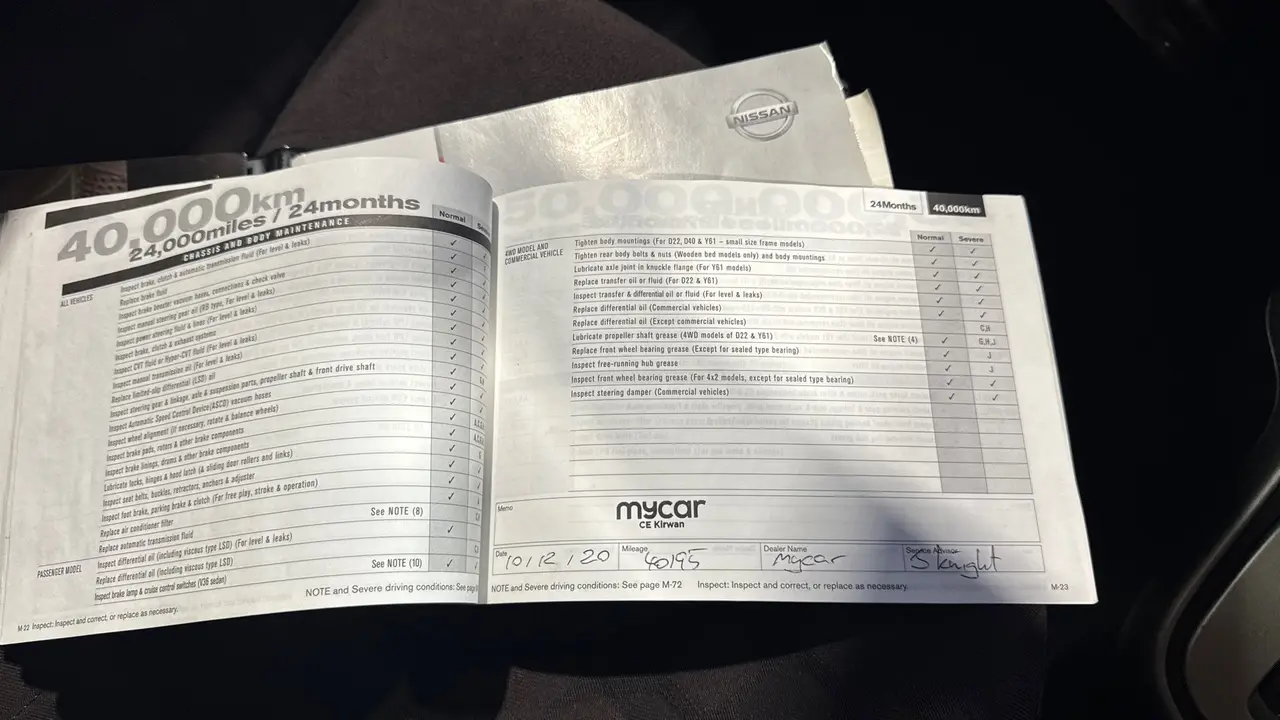 NISSAN
40,000km
24,000miles / 24months
CHASSIS AND BODY MAINTENANCE
Normal
ALL VEHICLES
Inspect brake, clutch & automatic transmission fluid (For level & leaks)
Replace brake fluid
Inspect brake booster vacuum hoses, connections & check valve
Inspect manual steering gear oil (RB type, For level & leaks)
Inspect power steering fluid & lines (For level & leaks)
Inspect brake, clutch & exhaust systems
Inspect CVT fluid or Hyper-CVT fluid (For level & leaks)
Inspect manual transmission oil (For level & leaks)
Replace limited-slip differential (LSD) oil
Inspect steering gear & linkage, axle & suspension parts, propeller shaft & front drive shaft
Inspect Automatic Speed Control Device(ASCD) vacuum hoses
Inspect wheel alignment (If necessary, rotate & balance wheels)
Inspect brake pads, rotors & other brake components
Inspect brake linings, drums & other brake components
Lubricate locks, hinges & hood latch (& sliding door rollers and links)
Inspect seat belts, buckles, retractors, anchors & adjuster
Inspect foot brake, parking brake & clutch (For free play, stroke & operation)
Replace air conditioner filter See NOTE (8)
Replace automatic transmission fluid
PASSENGER MODEL
Inspect differential oil (including viscous type LSD) (For level & leaks)
Replace differential oil (including viscous type LSD) See NOTE (10)
Inspect brake lamp & cruise control switches (V36 sedan)
NOTE and Severe driving conditions: See page
M-22 Inspect: Inspect and correct, or replace as necessary.
24Months 40,000km
Normal Severe
4WD MODEL AND
COMMERCIAL VEHICLE
Tighten body mountings (For D22, D40 & Y61 – small size frame models) ✓ ✓
Tighten rear body bolts & nuts (Wooden bed models only) and body mountings ✓ ✓
Lubricate axle joint in knuckle flange (For Y61 models) ✓ ✓
Replace transfer oil or fluid (For D22 & Y61) ✓ ✓
Inspect transfer & differential oil or fluid (For level & leaks) ✓ ✓
Replace differential oil (Commercial vehicles) ✓ ✓
Replace differential oil (Except commercial vehicles) C,H
Lubricate propeller shaft grease (4WD models of D22 & Y61) See NOTE (4) ✓ G,H,J
Replace front wheel bearing grease (Except for sealed type bearing) ✓ J
Inspect free-running hub grease ✓ J
Inspect front wheel bearing grease (For 4x2 models, except for sealed type bearing) ✓ ✓
Inspect steering damper (Commercial vehicles) ✓ ✓
Memo
mycar
CE Kirwan
Date 10/12/20 Mileage 40195 Dealer Name mycar Service Advisor S knight
NOTE and Severe driving conditions: See page M-72 Inspect: Inspect and correct, or replace as necessary.
M-23